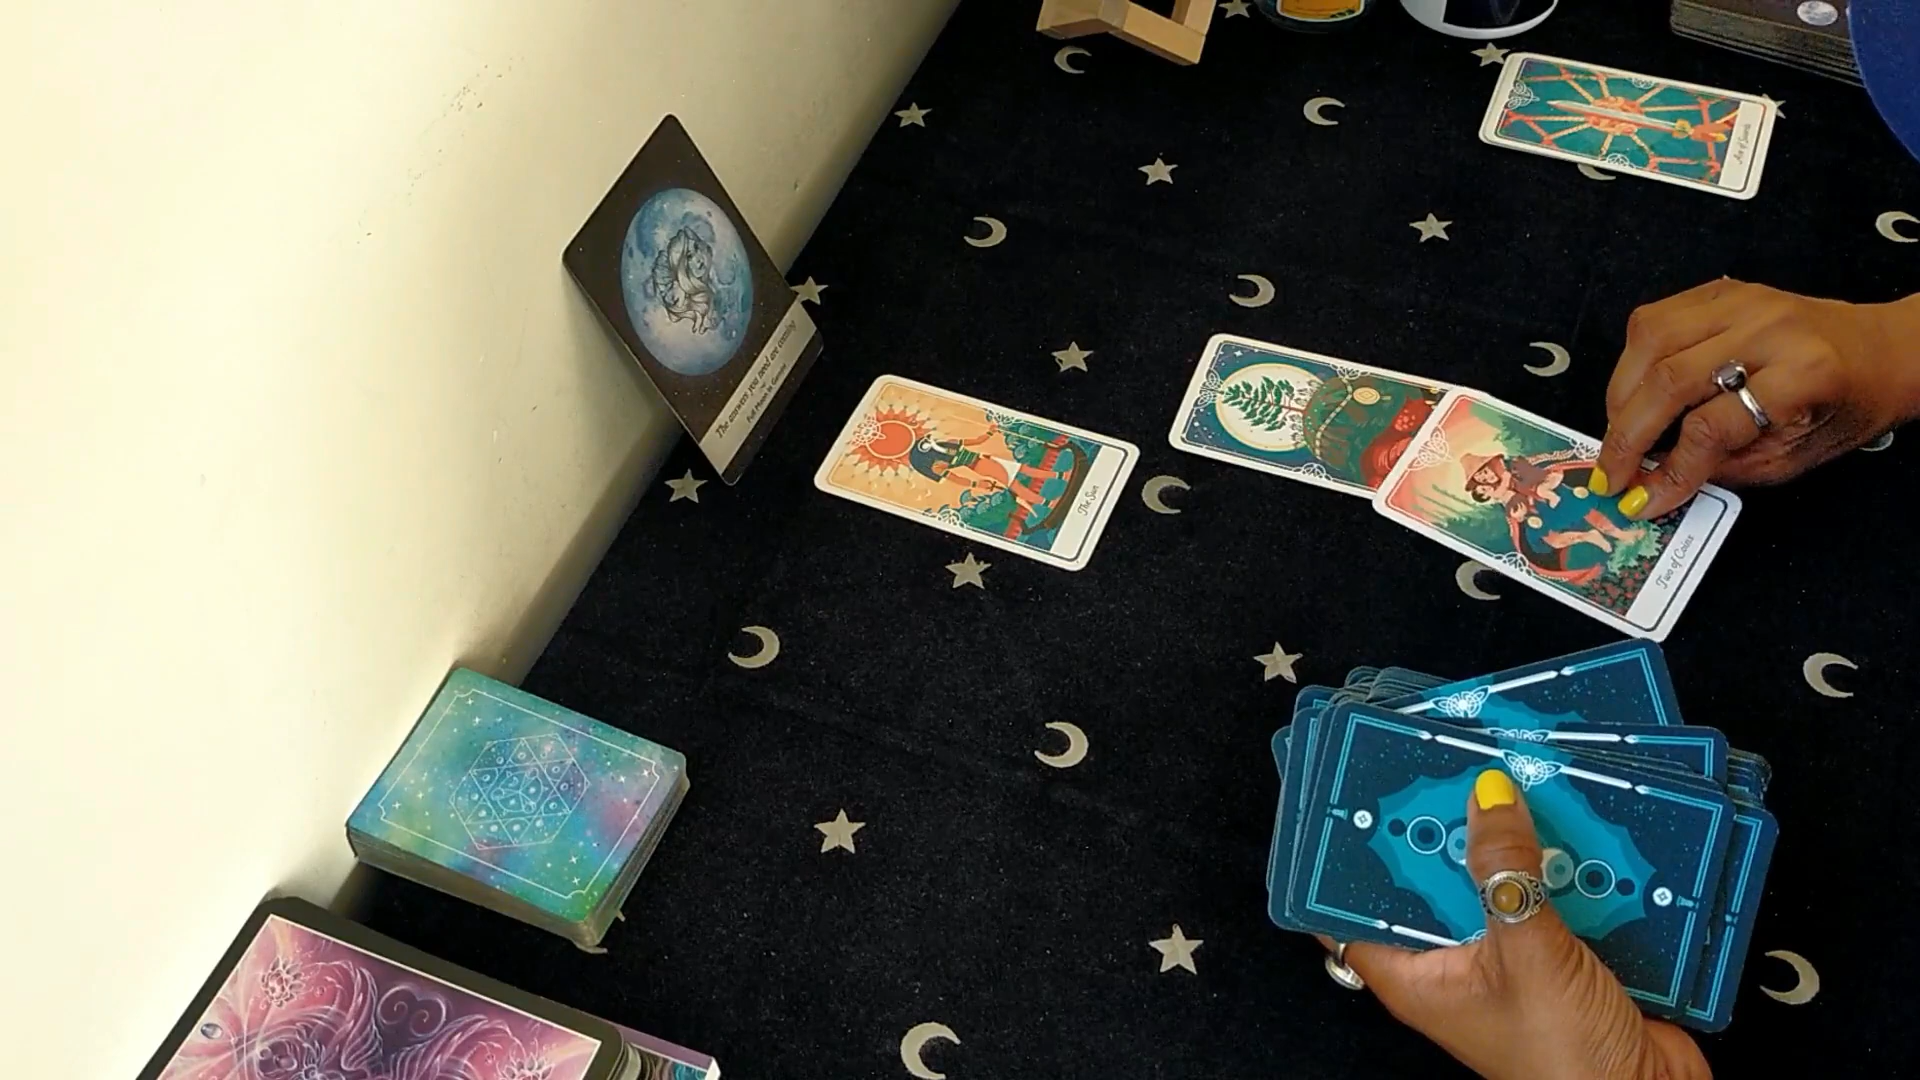 The answers you need are coming
Full Moon in Gemini
The Sun
Two of Coins
Ace of Swords